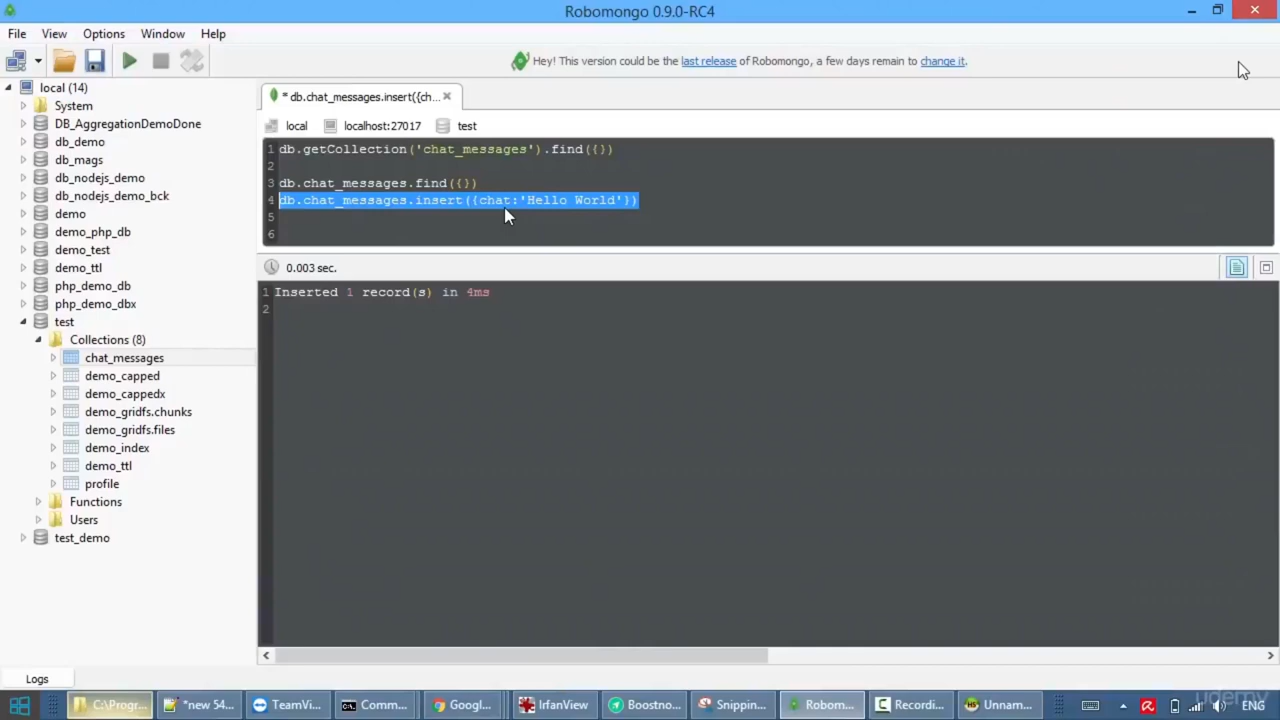 Robomongo 0.9.0-RC4
File View Options Window Help
Hey! This version could be the last release of Robomongo, a few days remain to change it.
local (14)
System
DB_AggregationDemoDone
db_demo
db_mags
db_nodejs_demo
db_nodejs_demo_bck
demo
demo_php_db
demo_test
demo_ttl
php_demo_db
php_demo_dbx
test
Collections (8)
chat_messages
demo_capped
demo_cappedx
demo_gridfs.chunks
demo_gridfs.files
demo_index
demo_ttl
profile
Functions
Users
test_demo
* db.chat_messages.insert({ch...
local localhost:27017 test
1 db.getCollection('chat_messages').find({})
2
3 db.chat_messages.find({})
4 db.chat_messages.insert({chat:'Hello World'})
5
6
0.003 sec.
1 Inserted 1 record(s) in 4ms
2
Logs
C:\Progr... *new 54... TeamVi... Comm... Googl... IrfanView Boostno... Snippin... Robom... Recordi... Unnam... ENG
udemy